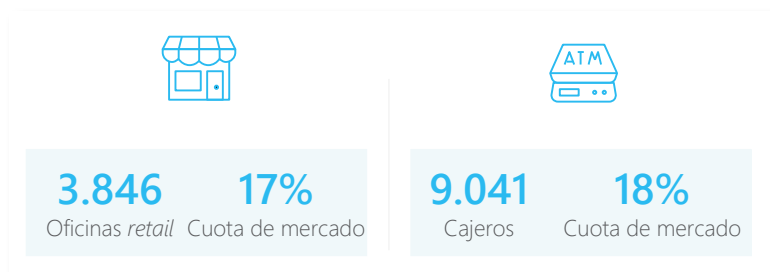 ATM
3.846 17%
Oficinas retail Cuota de mercado
9.041 18%
Cajeros Cuota de mercado